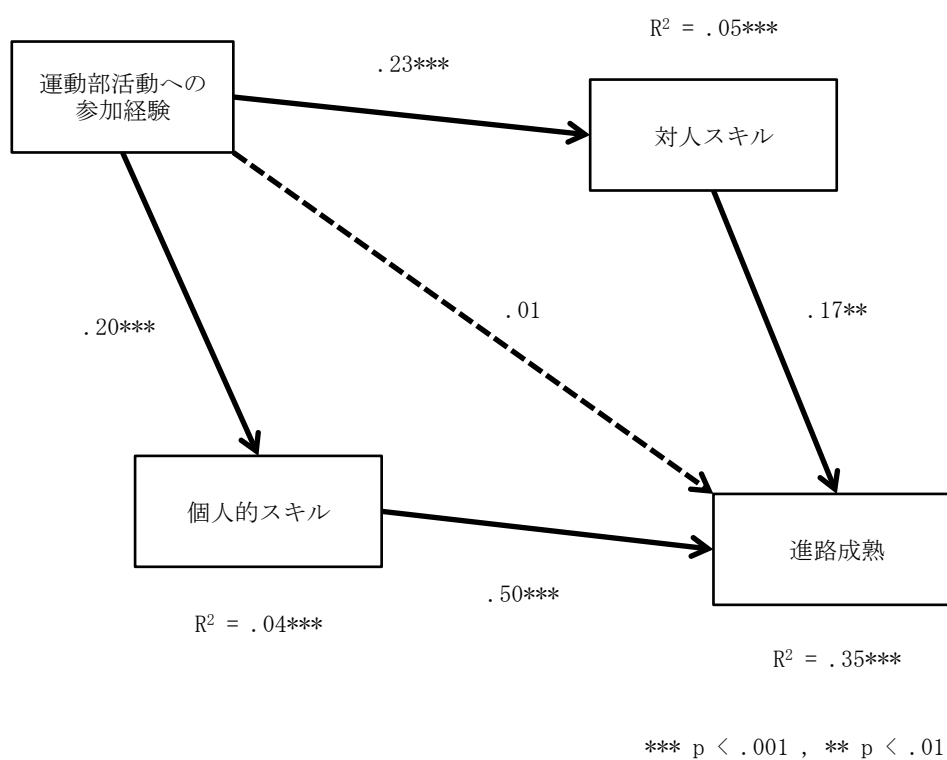 R² = .05***
.23***
運動部活動への
参加経験
対人スキル
.01
.17**
.20***
個人的スキル
進路成熟
.50***
R² = .04***
R² = .35***
*** p < .001 , ** p < .01